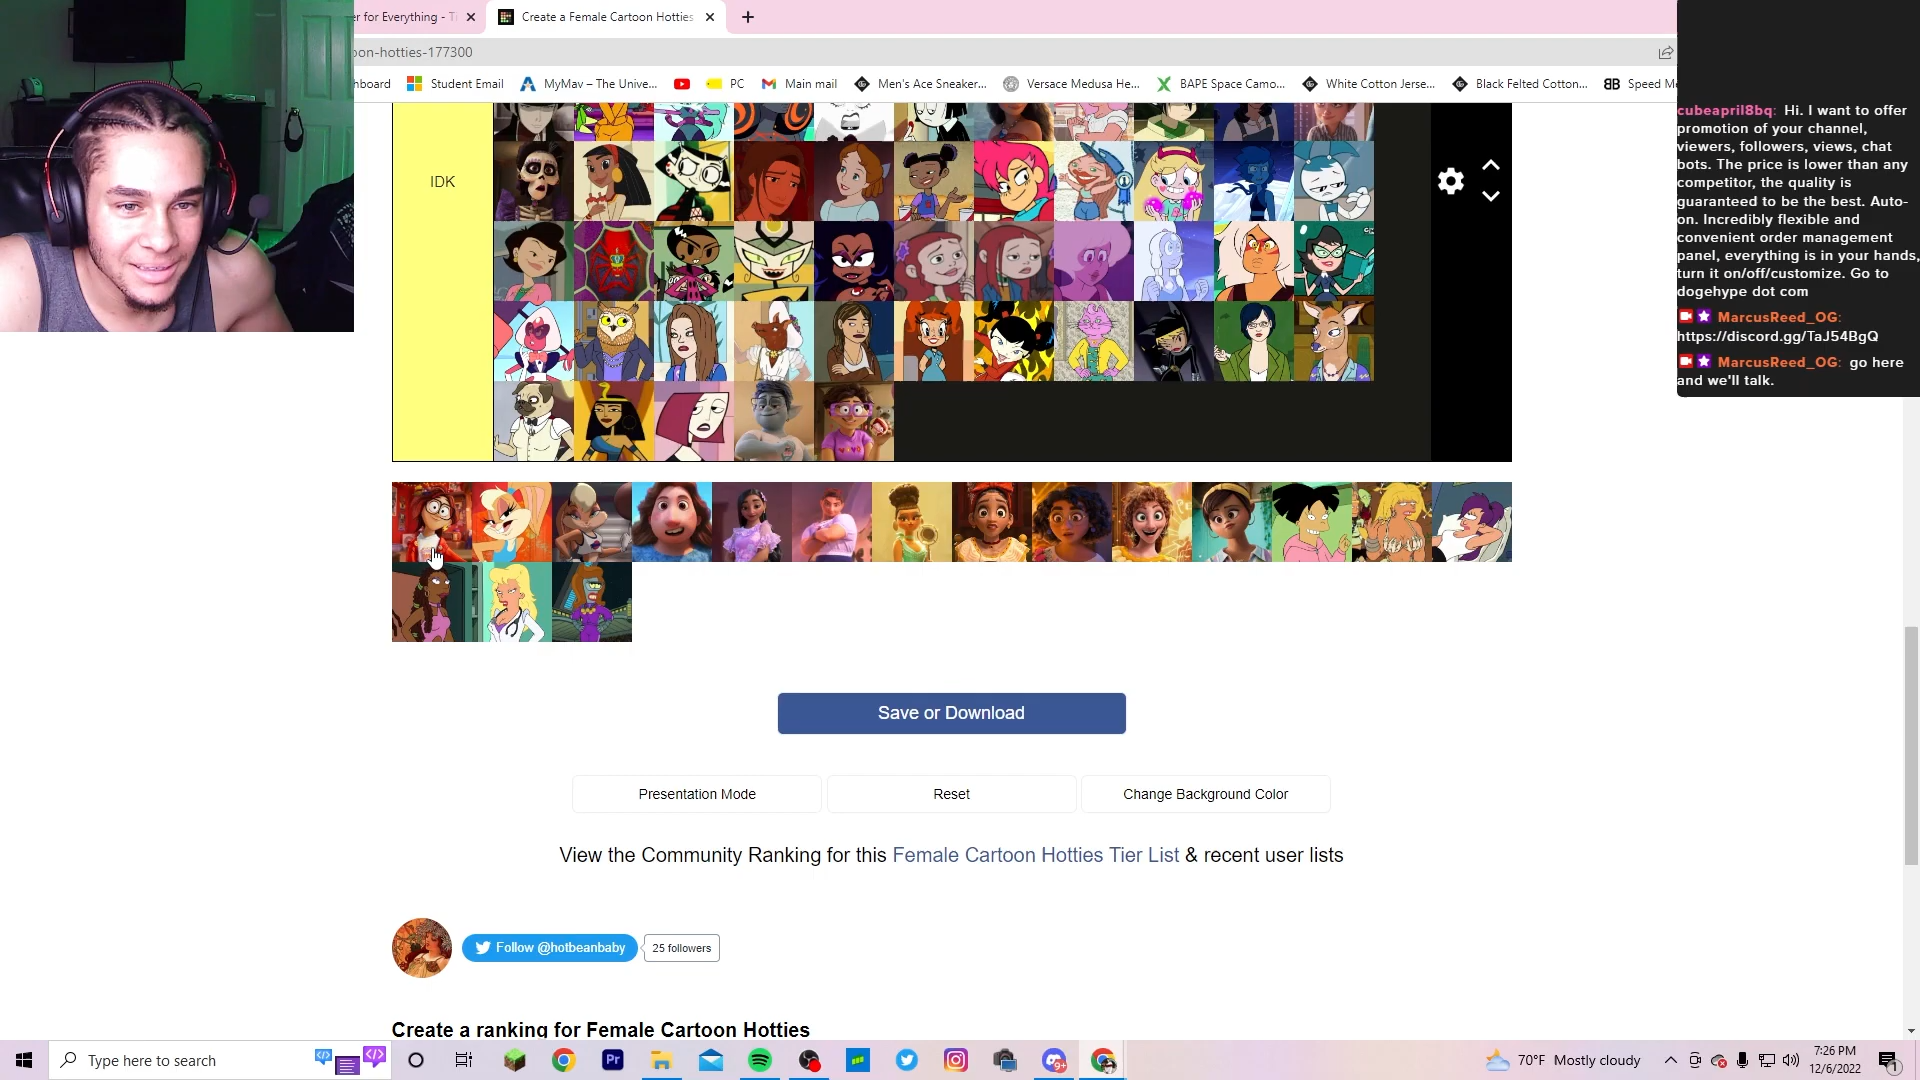 er for Everything - Ti
Create a Female Cartoon Hotties
oon-hotties-177300
hboard
Student Email
MyMav – The Unive...
PC
Main mail
Men's Ace Sneaker...
Versace Medusa He...
BAPE Space Camo...
White Cotton Jerse...
Black Felted Cotton...
BB
Speed Me
cubeapril8bq: Hi. I want to offer
promotion of your channel,
viewers, followers, views, chat
bots. The price is lower than any
competitor, the quality is
guaranteed to be the best. Auto-
on. Incredibly flexible and
convenient order management
panel, everything is in your hands,
turn it on/off/customize. Go to
dogehype dot com
MarcusReed_OG:
https://discord.gg/TaJ54BgQ
MarcusReed_OG: go here
and we'll talk.
IDK
Save or Download
Presentation Mode
Reset
Change Background Color
View the Community Ranking for this Female Cartoon Hotties Tier List & recent user lists
Follow @hotbeanbaby
25 followers
Create a ranking for Female Cartoon Hotties
Type here to search
Pr
9+
70°F Mostly cloudy
7:26 PM
12/6/2022
1